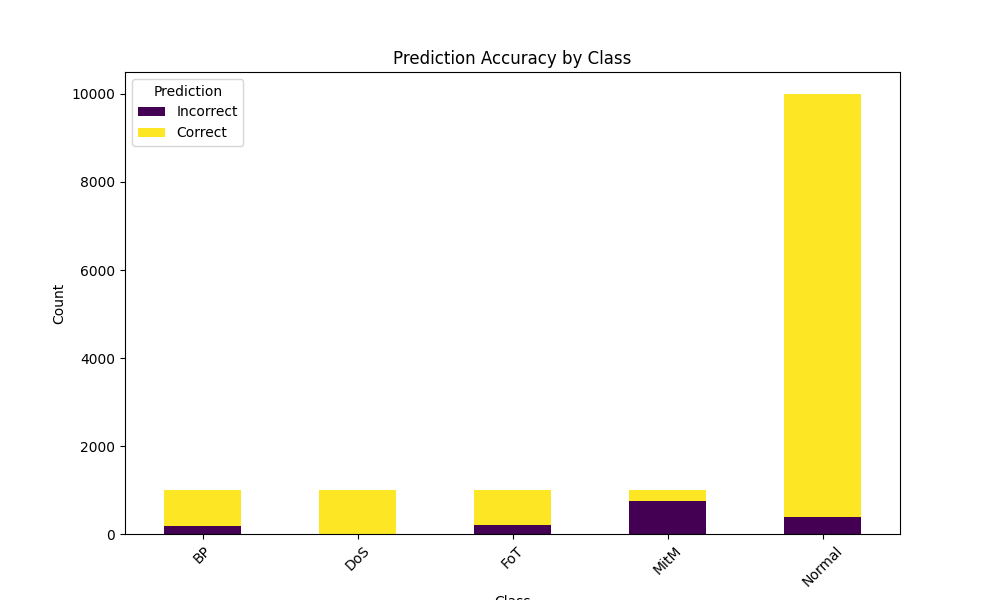 Prediction Accuracy by Class
Prediction
Incorrect
Correct
10000
8000
6000
4000
2000
0
Count
BP
DoS
FoT
MitM
Normal
Class